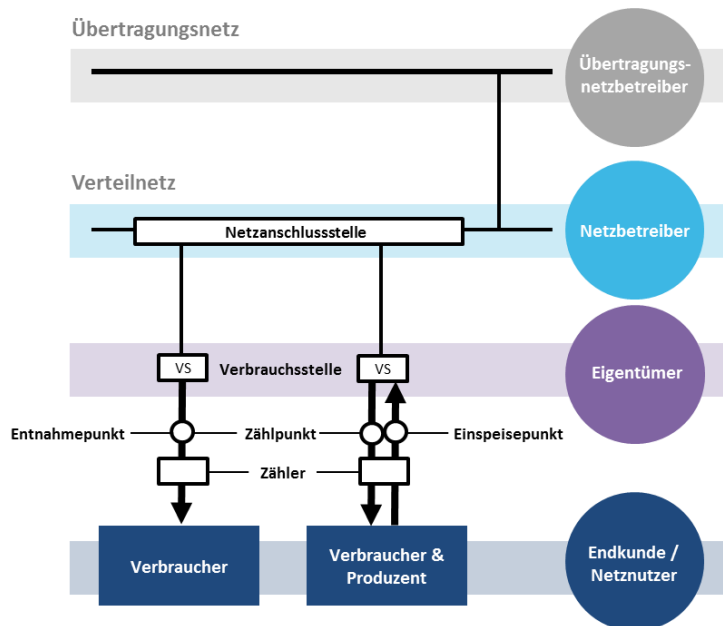 Übertragungsnetz
Übertragungs-
netzbetreiber
Verteilnetz
Netzanschlussstelle
Netzbetreiber
VS
Verbrauchsstelle
VS
Eigentümer
Entnahmepunkt
Zählpunkt
Einspeisepunkt
Zähler
Verbraucher
Verbraucher &
Produzent
Endkunde /
Netznutzer